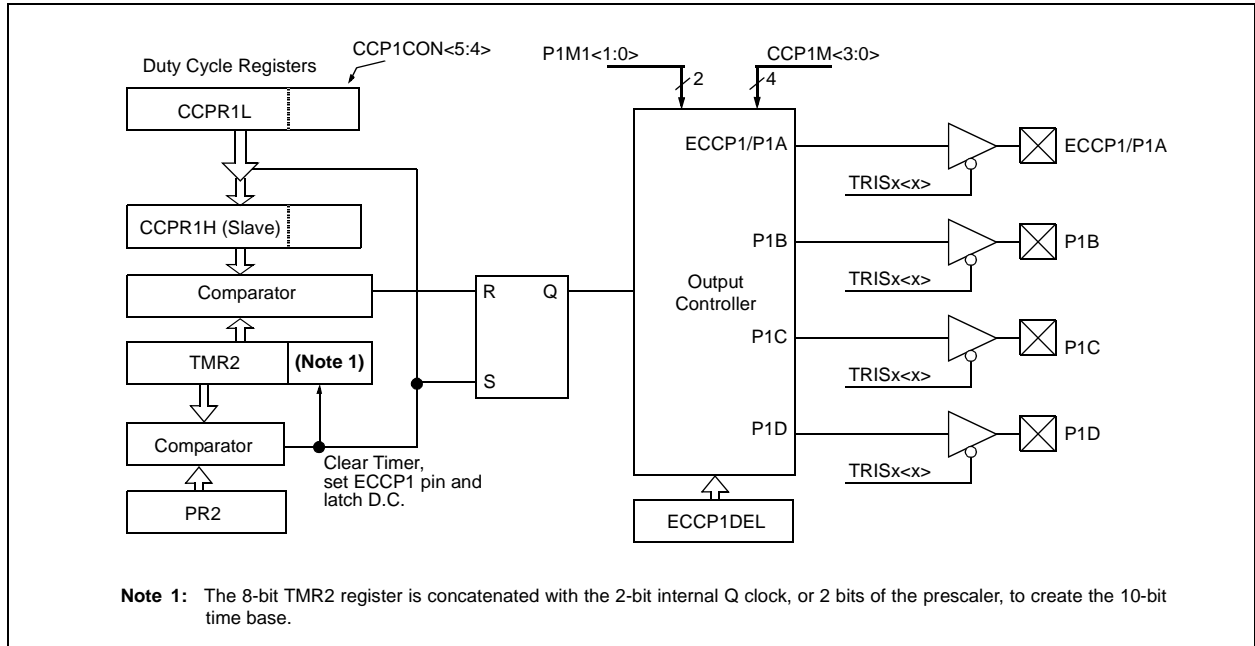 CCP1CON<5:4>
Duty Cycle Registers
CCPR1L
CCPR1H (Slave)
Comparator
TMR2
(Note 1)
Comparator
PR2
Clear Timer,
set ECCP1 pin and
latch D.C.
R
Q
S
P1M1<1:0>
2
CCP1M<3:0>
4
ECCP1/P1A
P1B
Output
Controller
P1C
P1D
ECCP1DEL
TRISx<x>
ECCP1/P1A
TRISx<x>
P1B
TRISx<x>
P1C
TRISx<x>
P1D
Note 1: The 8-bit TMR2 register is concatenated with the 2-bit internal Q clock, or 2 bits of the prescaler, to create the 10-bit
time base.